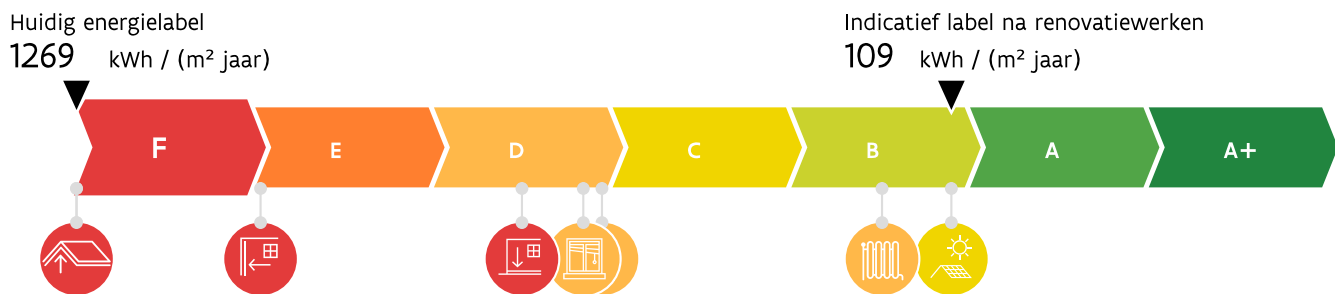 Huidig energielabel
1269 kWh / (m² jaar)
Indicatief label na renovatiewerken
109 kWh / (m² jaar)
F E D C B A A+